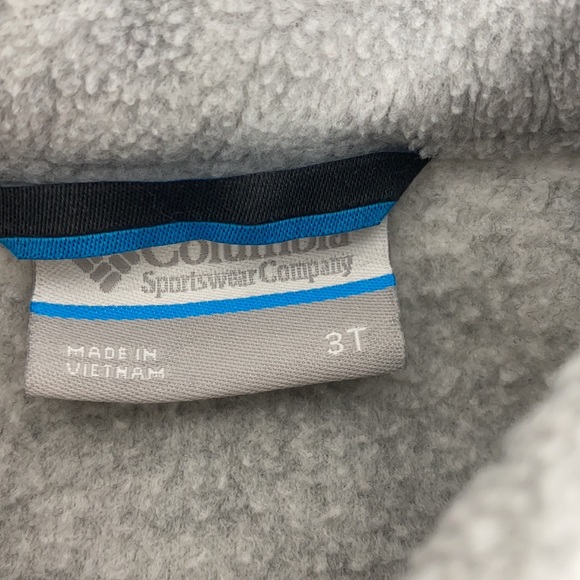 Columbia
Sportswear Company
3T
MADE IN
VIETNAM